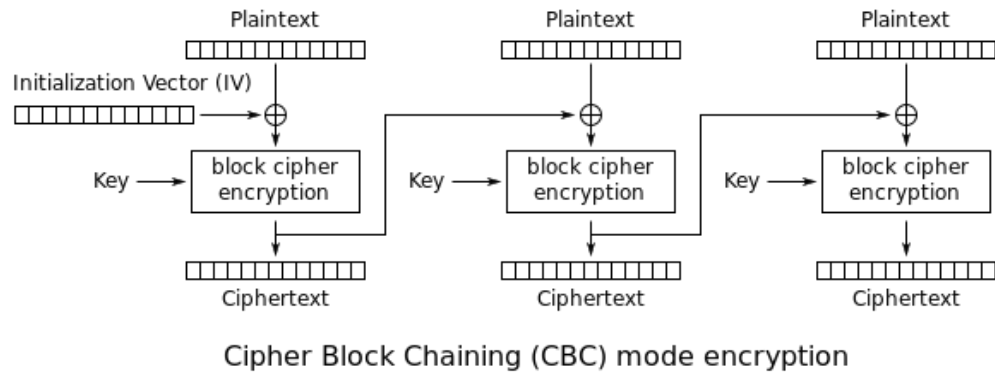 Plaintext
Plaintext
Plaintext
Initialization Vector (IV)
Key
block cipher
encryption
Key
block cipher
encryption
Key
block cipher
encryption
Ciphertext
Ciphertext
Ciphertext
Cipher Block Chaining (CBC) mode encryption